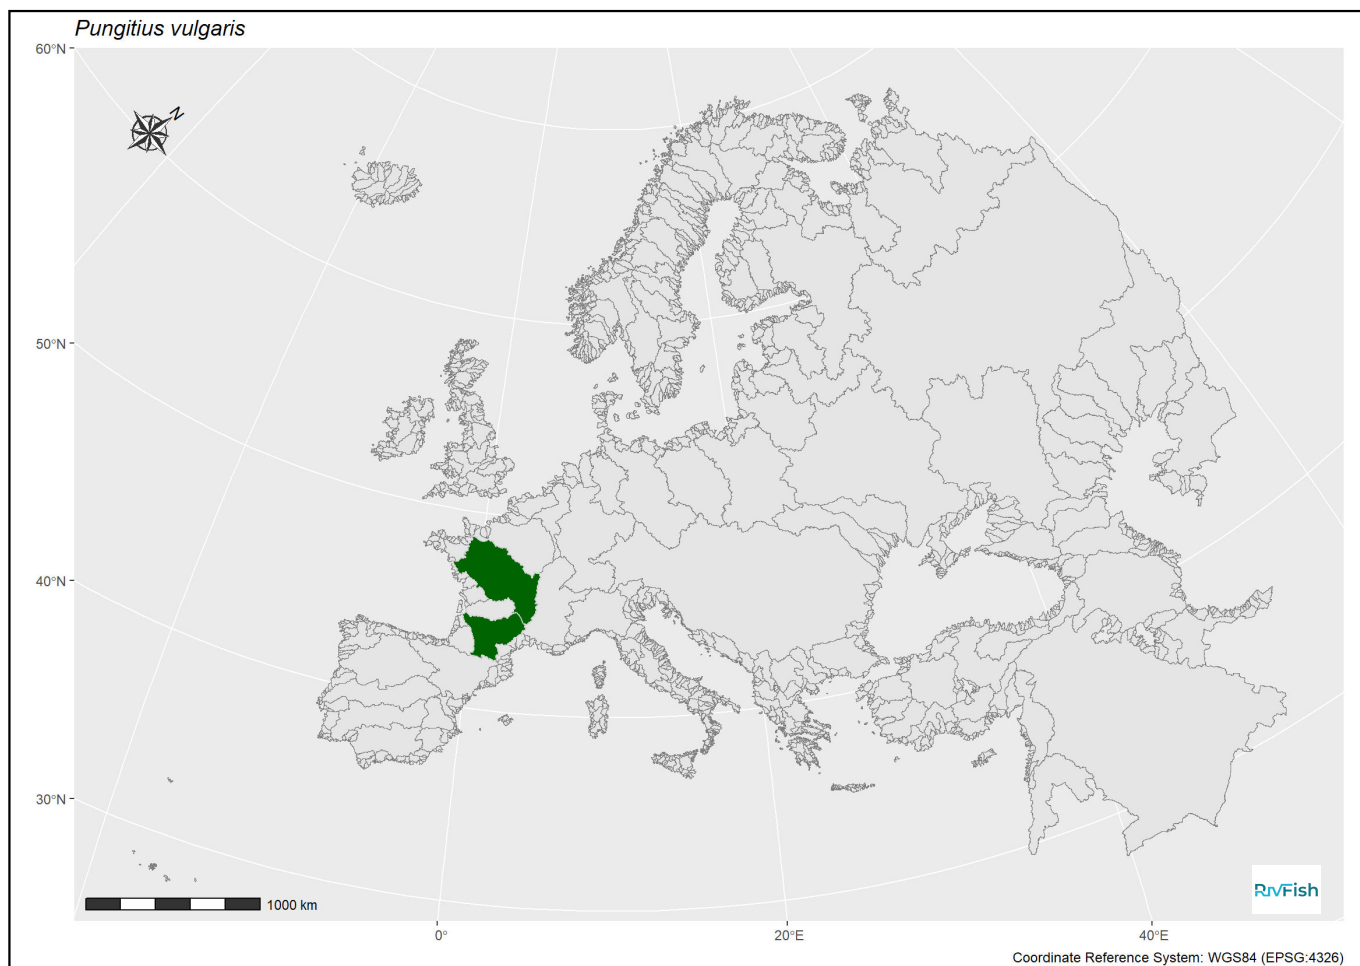 Pungitius vulgaris
60°N
N
50°N
40°N
30°N
1000 km
RIVFish
0°
20°E
40°E
Coordinate Reference System: WGS84 (EPSG:4326)